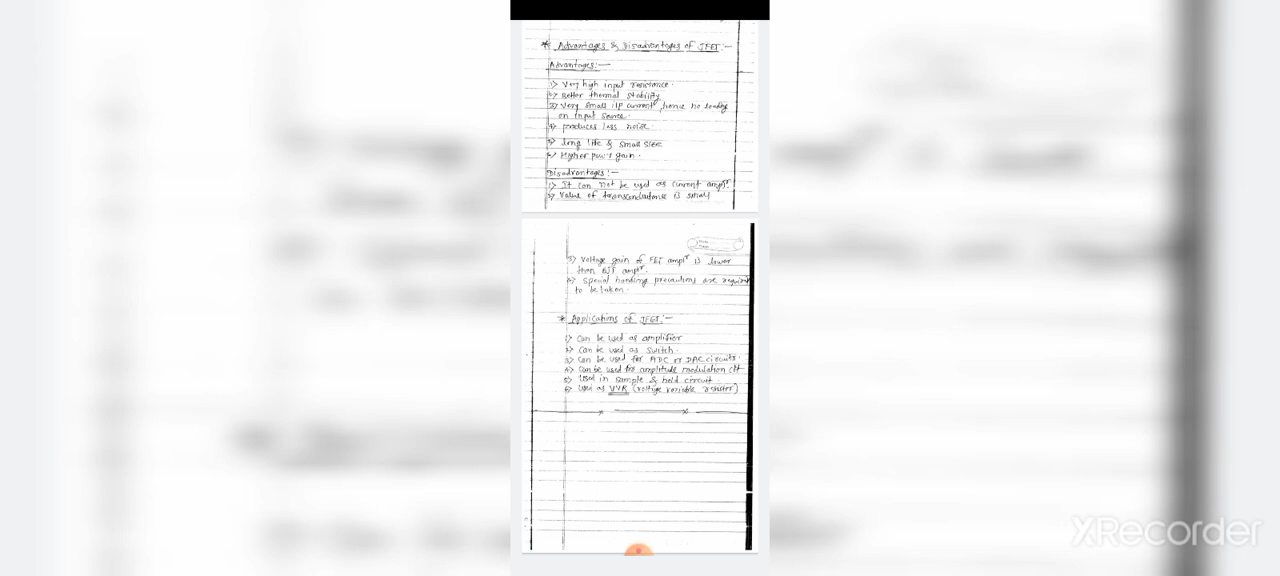 * Advantages & Disadvantages of JFET:-
Advantages:-
1) Very high input resistance.
2) Better thermal stability
3) Very small i/p current, hence no loading
on input source.
4) produces less noise.
5) Long life & small size
6) Higher power gain.
Disadvantages:-
1) It can not be used as current ampr.
2) Value of transconductance is small
3) Voltage gain of FET ampr is lower
than BJT ampr.
4) Special handling precautions are required
to be taken.
* Applications of JFET:-
1) Can be used as amplifier
2) Can be used as switch.
3) Can be used for ADC or DAC circuits.
4) Can be used for amplitude modulation ckt
5) Used in sample & hold circuit.
6) Used as VVR (voltage variable resistor)
XRecorder